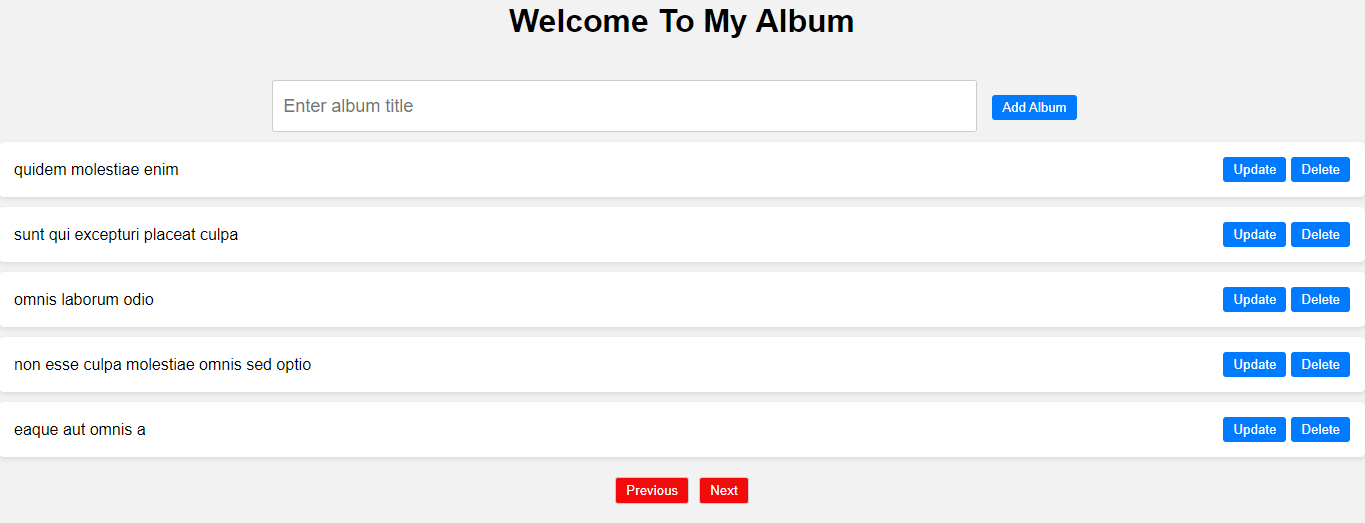 Welcome To My Album
Enter album title
Add Album
quidem molestiae enim Update Delete
sunt qui excepturi placeat culpa Update Delete
omnis laborum odio Update Delete
non esse culpa molestiae omnis sed optio Update Delete
eaque aut omnis a Update Delete
Previous Next